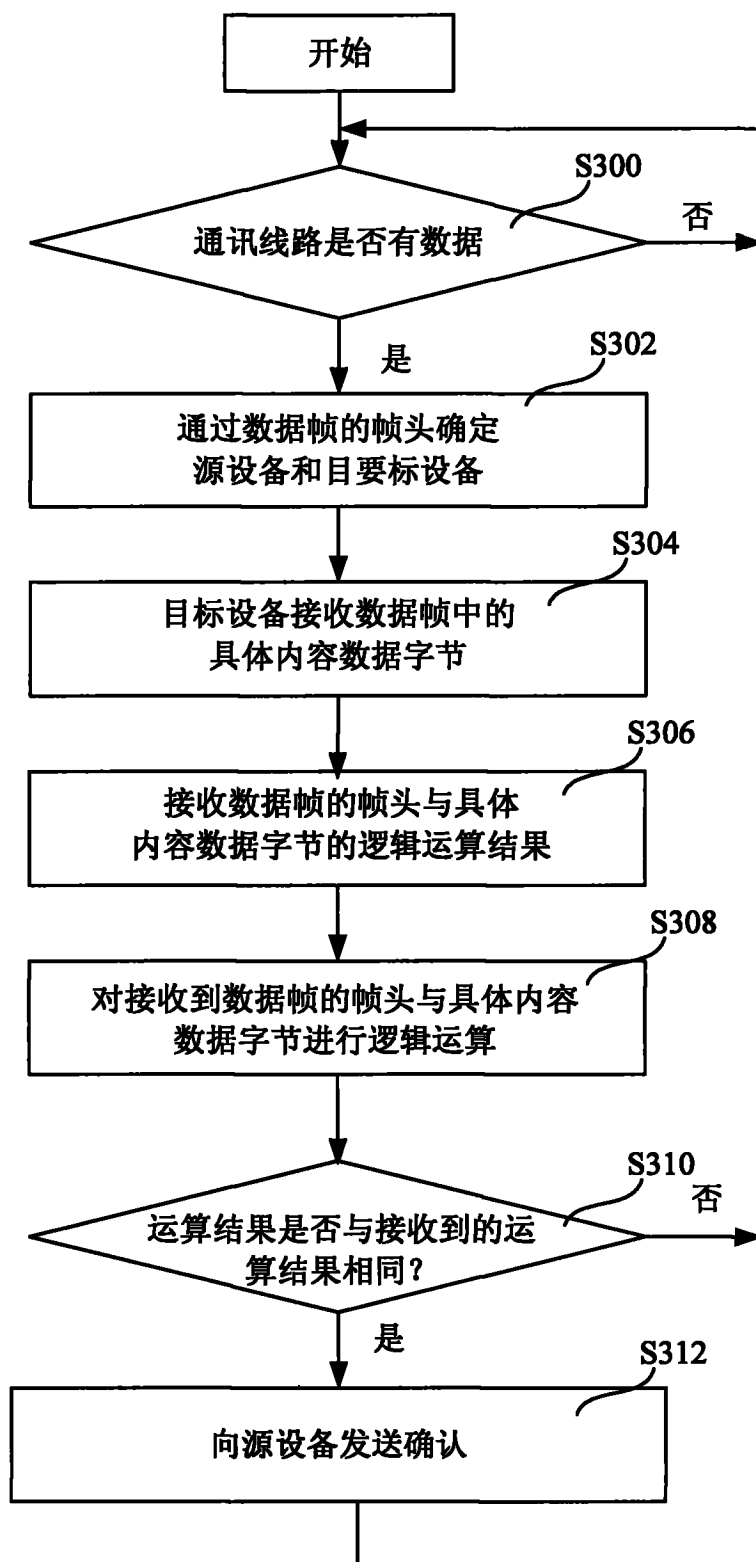 开始
S300
通讯线路是否有数据
否
是
S302
通过数据帧的帧头确定
源设备和目要标设备
S304
目标设备接收数据帧中的
具体内容数据字节
S306
接收数据帧的帧头与具体
内容数据字节的逻辑运算结果
S308
对接收到数据帧的帧头与具体内容
数据字节进行逻辑运算
S310
否
运算结果是否与接收到的运
算结果相同?
是
S312
向源设备发送确认